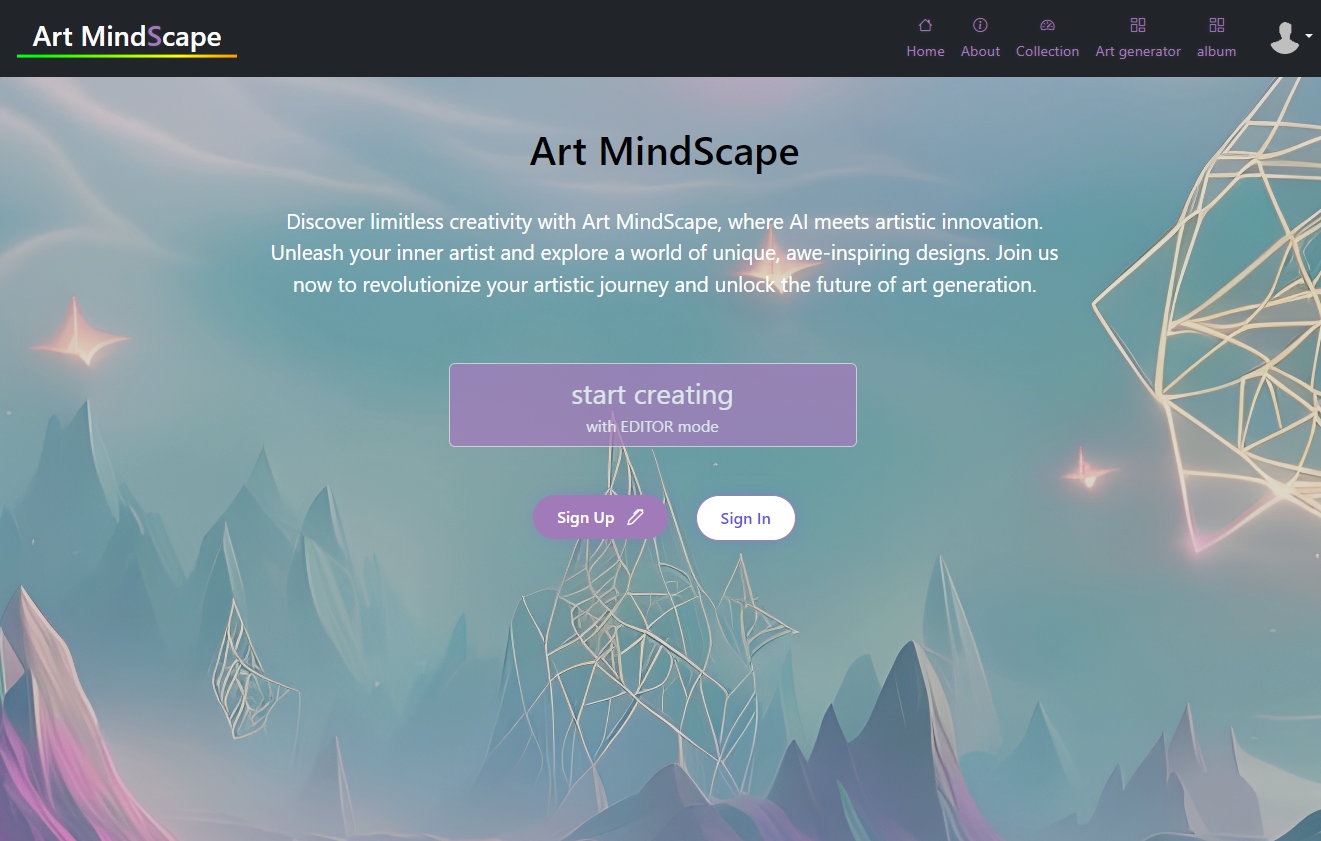 Art MindScape
Home
About
Collection
Art generator
album
Art MindScape
Discover limitless creativity with Art MindScape, where AI meets artistic innovation.
Unleash your inner artist and explore a world of unique, awe-inspiring designs. Join us
now to revolutionize your artistic journey and unlock the future of art generation.
start creating
with EDITOR mode
Sign Up
Sign In